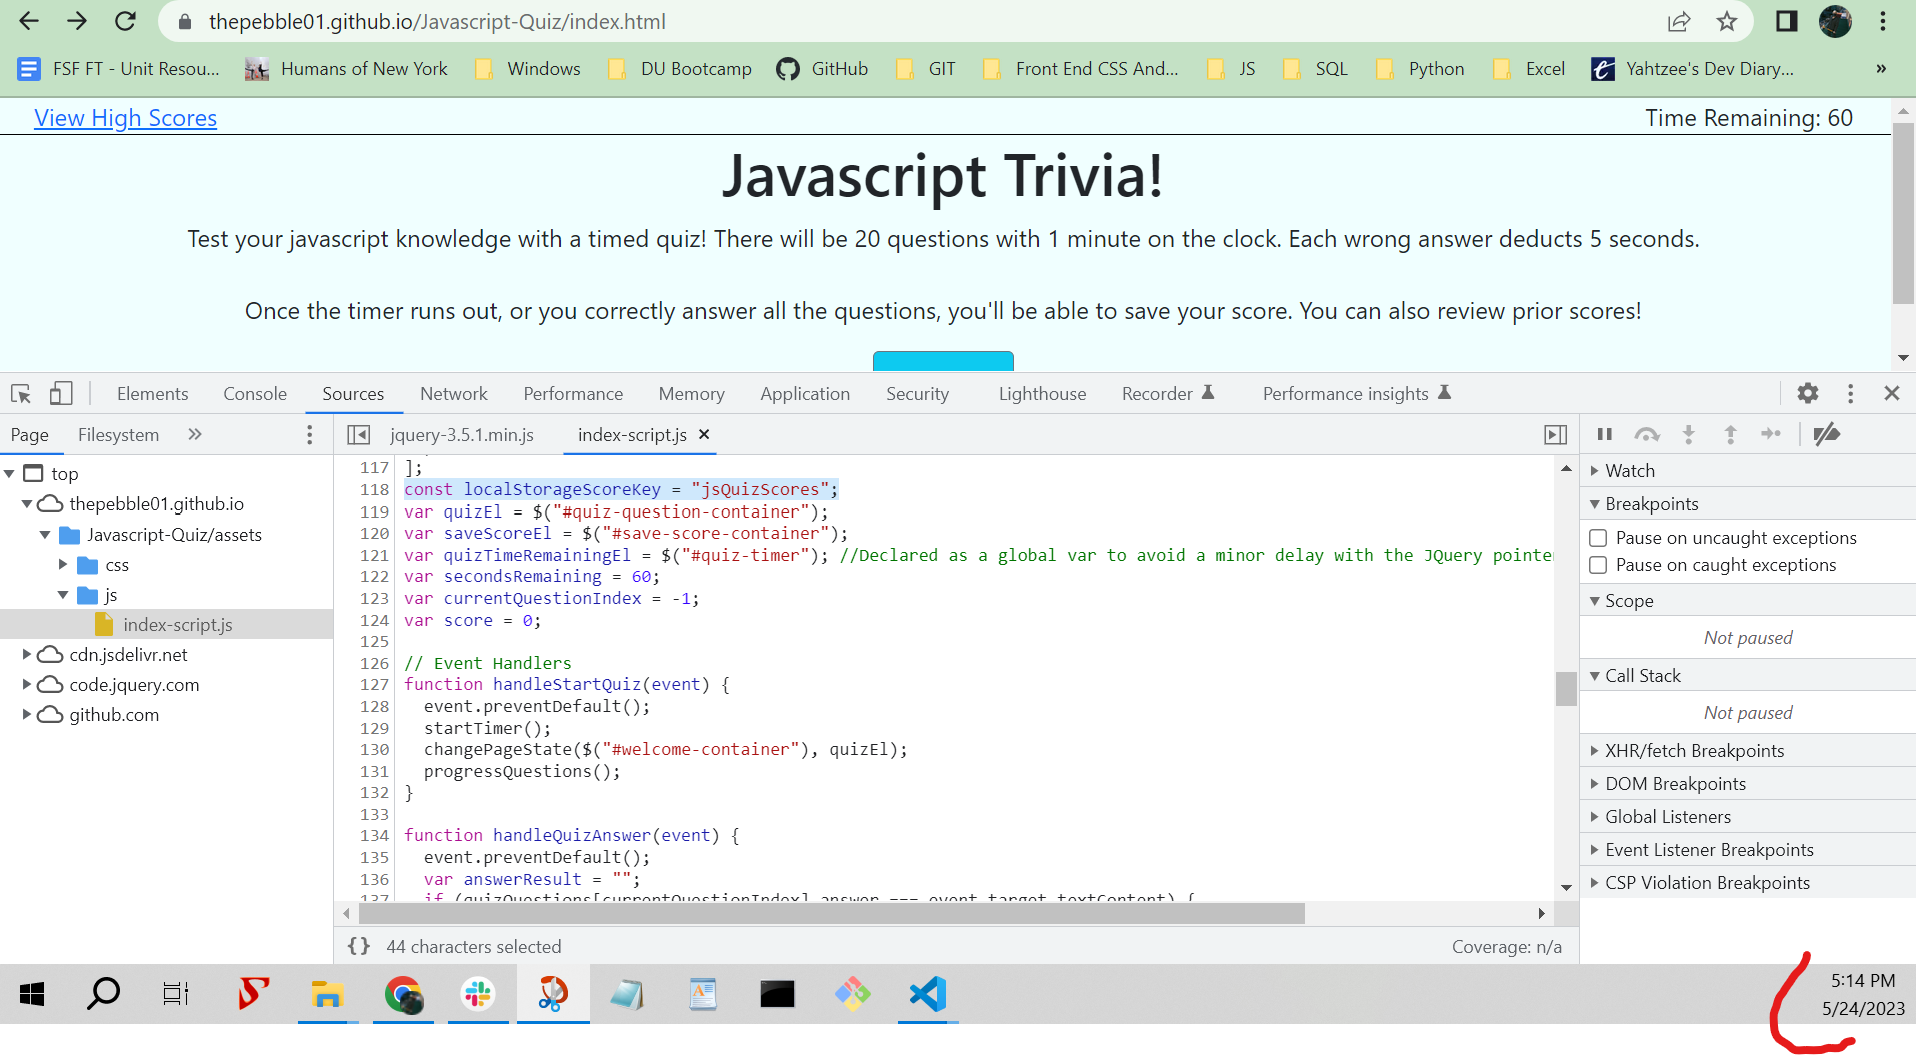 thepebble01.github.io/Javascript-Quiz/index.html
FSF FT - Unit Resou... Humans of New York Windows DU Bootcamp GitHub GIT Front End CSS And... JS SQL Python Excel Yahtzee's Dev Diary... »
View High Scores Time Remaining: 60
Javascript Trivia!
Test your javascript knowledge with a timed quiz! There will be 20 questions with 1 minute on the clock. Each wrong answer deducts 5 seconds.
Once the timer runs out, or you correctly answer all the questions, you'll be able to save your score. You can also review prior scores!
Elements Console Sources Network Performance Memory Application Security Lighthouse Recorder Performance insights
Page Filesystem »
top
thepebble01.github.io
Javascript-Quiz/assets
css
js
index-script.js
cdn.jsdelivr.net
code.jquery.com
github.com
jquery-3.5.1.min.js index-script.js ×
117 ];
118 const localStorageScoreKey = "jsQuizScores";
119 var quizEl = $("#quiz-question-container");
120 var saveScoreEl = $("#save-score-container");
121 var quizTimeRemainingEl = $("#quiz-timer"); //Declared as a global var to avoid a minor delay with the JQuery pointe
122 var secondsRemaining = 60;
123 var currentQuestionIndex = -1;
124 var score = 0;
125
126 // Event Handlers
127 function handleStartQuiz(event) {
128 event.preventDefault();
129 startTimer();
130 changePageState($("#welcome-container"), quizEl);
131 progressQuestions();
132 }
133
134 function handleQuizAnswer(event) {
135 event.preventDefault();
136 var answerResult = "";
137 if (quizQuestions[currentQuestionIndex].answer === event.target.textContent) {
{} 44 characters selected Coverage: n/a
Watch
Breakpoints
Pause on uncaught exceptions
Pause on caught exceptions
Scope
Not paused
Call Stack
Not paused
XHR/fetch Breakpoints
DOM Breakpoints
Global Listeners
Event Listener Breakpoints
CSP Violation Breakpoints
5:14 PM
5/24/2023